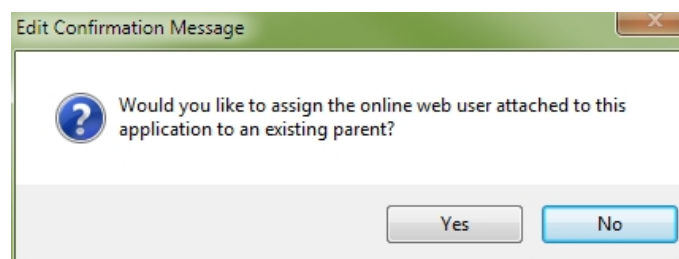 Edit Confirmation Message
Would you like to assign the online web user attached to this
application to an existing parent?
Yes
No